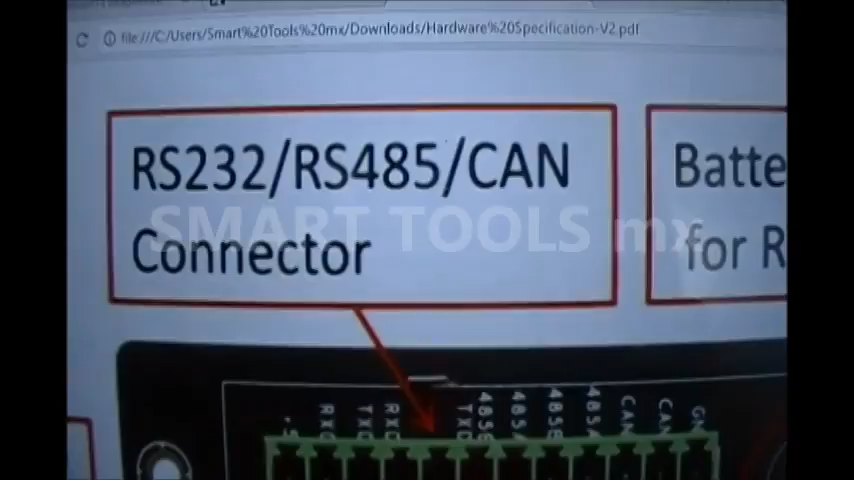 file:///C:/Users/Smart%20Tools%20mx/Downloads/Hardware%20Specification-V2.pdf
RS232/RS485/CAN
Connector
Batte
for R
SMART TOOLS mx
RXD
TXD
RXD
TXD
485B
485A
485B
485A
CAN
CAN
GN